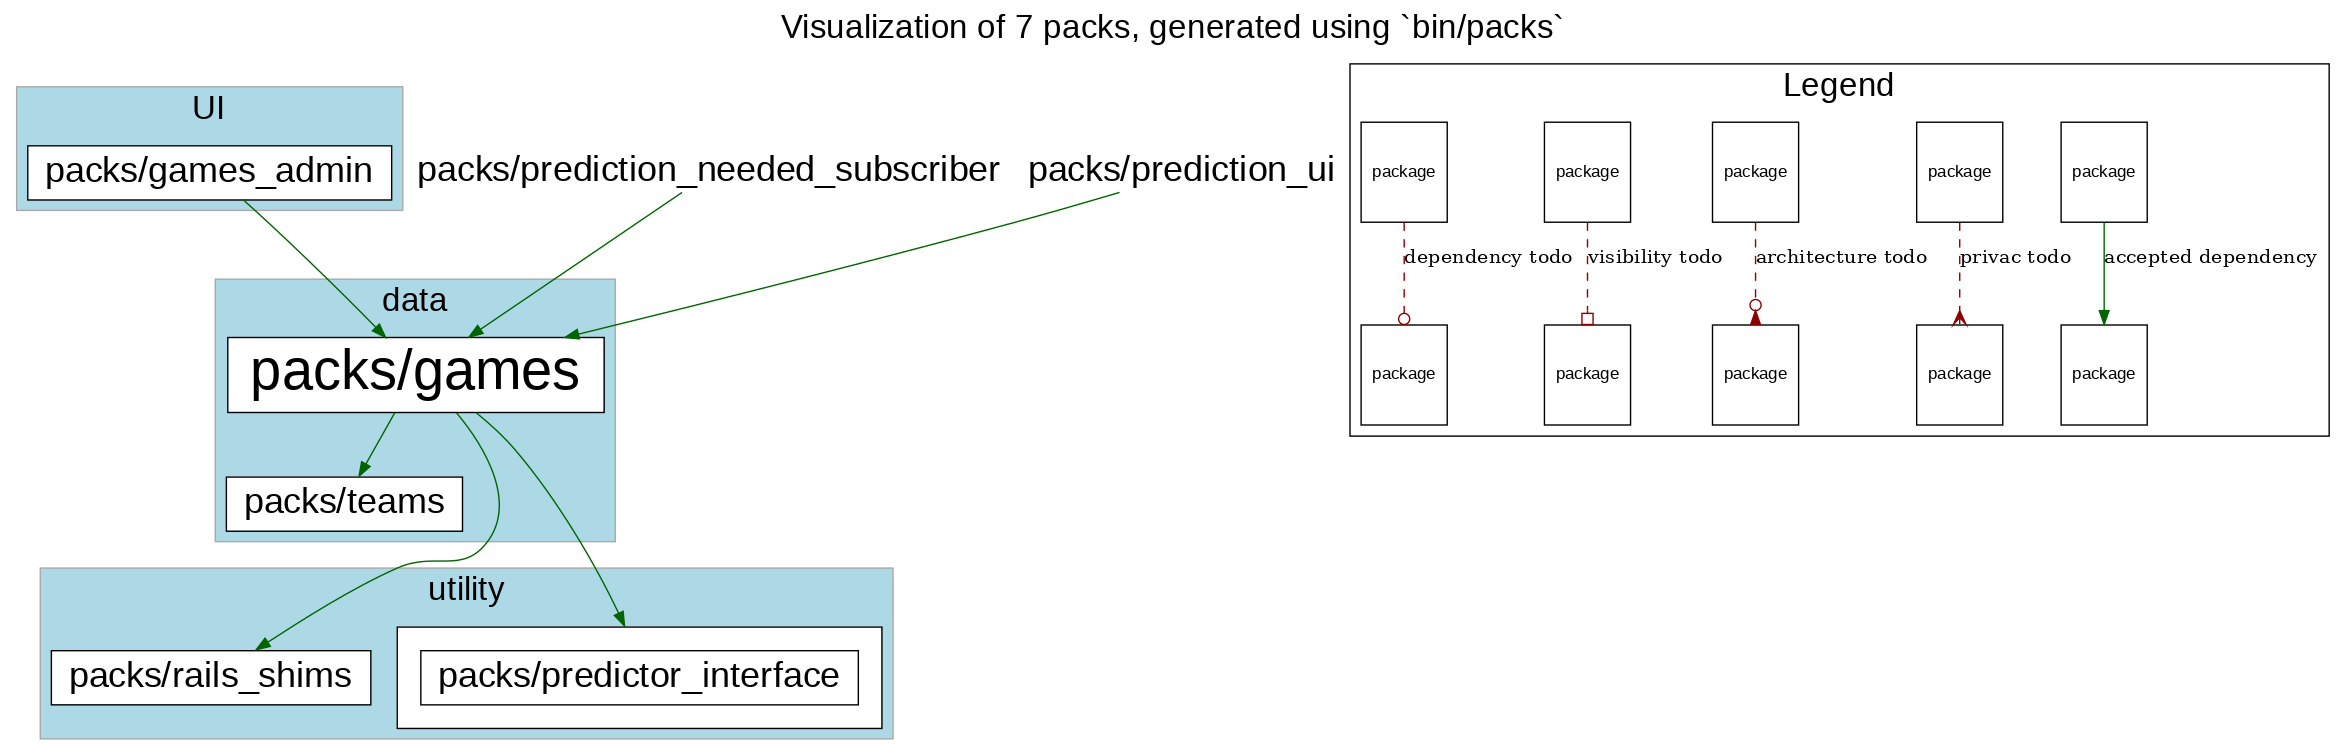 Visualization of 7 packs, generated using `bin/packs`
UI
packs/games_admin
packs/prediction_needed_subscriber
packs/prediction_ui
data
packs/games
packs/teams
utility
packs/rails_shims
packs/predictor_interface
Legend
package
package
package
package
package
dependency todo
visibility todo
architecture todo
privac todo
accepted dependency
package
package
package
package
package